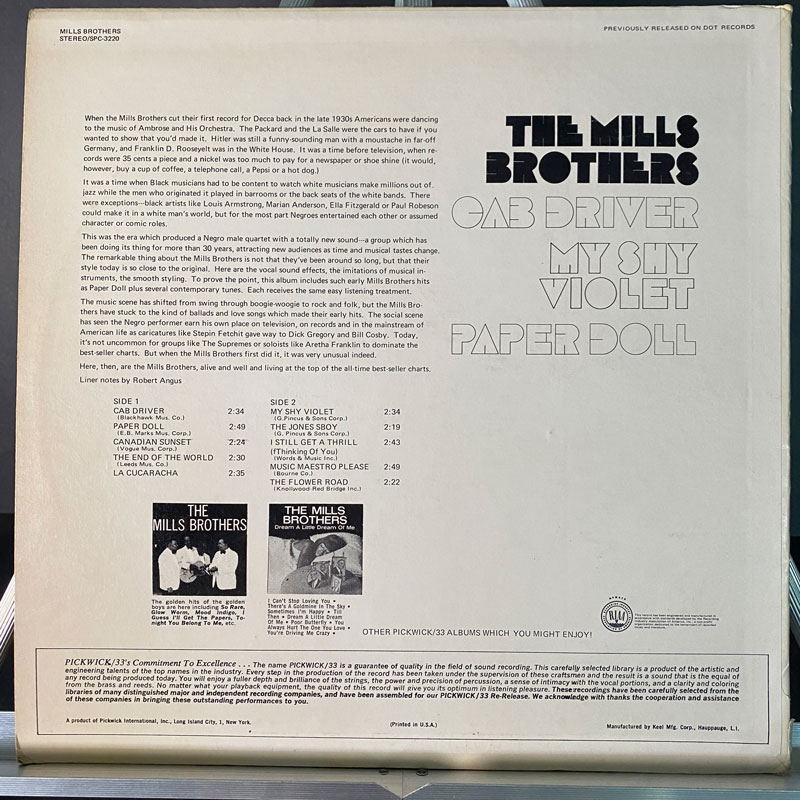 MILLS BROTHERS
STEREO/SPC-3220
PREVIOUSLY RELEASED ON DOT RECORDS
When the Mills Brothers cut their first record for Decca back in the late 1930s Americans were dancing
to the music of Ambrose and His Orchestra. The Packard and the La Salle were the cars to have if you
wanted to show that you'd made it. Hitler was still a funny-sounding man with a moustache in far-off
Germany, and Franklin D. Roosevelt was in the White House. It was a time before television, when re-
cords were 35 cents a piece and a nickel was too much to pay for a newspaper or shoe shine (it would,
however, buy a cup of coffee, a telephone call, a Pepsi or a hot dog.)
It was a time when Black musicians had to be content to watch white musicians make millions out of
jazz while the men who originated it played in barrooms or the back seats of the white bands. There
were exceptions--black artists like Louis Armstrong, Marian Anderson, Ella Fitzgerald or Paul Robeson
could make it in a white man's world, but for the most part Negroes entertained each other or assumed
character or comic roles.
This was the era which produced a Negro male quartet with a totally new sound--a group which has
been doing its thing for more than 30 years, attracting new audiences as time and musical tastes change.
The remarkable thing about the Mills Brothers is not that they've been around so long, but that their
style today is so close to the original. Here are the vocal sound effects, the imitations of musical in-
struments, the smooth styling. To prove the point, this album includes such early Mills Brothers hits
as Paper Doll plus several contemporary tunes. Each receives the same easy listening treatment.
The music scene has shifted from swing through boogie-woogie to rock and folk, but the Mills Bro-
thers have stuck to the kind of ballads and love songs which made their early hits. The social scene
has seen the Negro performer earn his own place on television, on records and in the mainstream of
American life as caricatures like Stepin Fetchit gave way to Dick Gregory and Bill Cosby. Today,
it's not uncommon for groups like The Supremes or soloists like Aretha Franklin to dominate the
best-seller charts. But when the Mills Brothers first did it, it was very unusual indeed.
Here, then, are the Mills Brothers, alive and well and living at the top of the all-time best-seller charts.
Liner notes by Robert Angus
THE MILLS
BROTHERS
CAB DRIVER
MY SHY
VIOLET
PAPER DOLL
SIDE 1
CAB DRIVER 2:34
(Blackhawk Mus. Co.)
PAPER DOLL 2:49
(E.B. Marks Mus. Corp.)
CANADIAN SUNSET 2:24
(Vogue Mus. Corp.)
THE END OF THE WORLD 2:30
(Leeds Mus. Co.)
LA CUCARACHA 2:35
SIDE 2
MY SHY VIOLET 2:34
(G.Pincus & Sons Corp.)
THE JONES BOY 2:19
(G. Pincus & Sons Corp.)
I STILL GET A THRILL 2:43
(fThinking Of You)
(Words & Music Inc.)
MUSIC MAESTRO PLEASE 2:49
(Bourne Co.)
THE FLOWER ROAD 2:22
(Knollwood-Red Bridge Inc.)
THE
MILLS BROTHERS
The golden hits of the golden
boys are here including So Rare,
Glow Worm, Mood Indigo, I
Guess I'll Get The Papers, To-
night You Belong To Me, etc.
THE MILLS
BROTHERS
Dream A Little Dream Of Me
I Can't Stop Loving You •
There's A Goldmine In The Sky •
Sometimes I'm Happy • Till
Then • Dream A Little Dream
Of Me • Poor Butterfly • You
Always Hurt The One You Love •
You're Driving Me Crazy •
OTHER PICKWICK/33 ALBUMS WHICH YOU MIGHT ENJOY!
PICKWICK/33's Commitment To Excellence . . . The name PICKWICK/33 is a guarantee of quality in the field of sound recording. This carefully selected library is a product of the artistic and
engineering talents of the top names in the industry. Every step in the production of the record has been taken under the supervision of these craftsmen and the result is a sound that is the equal of
any record being produced today. You will enjoy a fuller depth and brilliance of the strings, the power and precision of percussion, a sense of intimacy with the vocal portions, and a clarity and coloring
from the brass and reeds. No matter what your playback equipment, the quality of this record will give you its optimum in listening pleasure. These recordings have been carefully selected from the
libraries of many distinguished major and independent recording companies, and have been assembled for our PICKWICK/33 Re-Release. We acknowledge with thanks the cooperation and assistance
of these companies in bringing these outstanding performances to you.
A product of Pickwick International, Inc., Long Island City, 1, New York.
(Printed in U.S.A.)
Manufactured by Keel Mfg. Corp., Hauppauge, L.I.